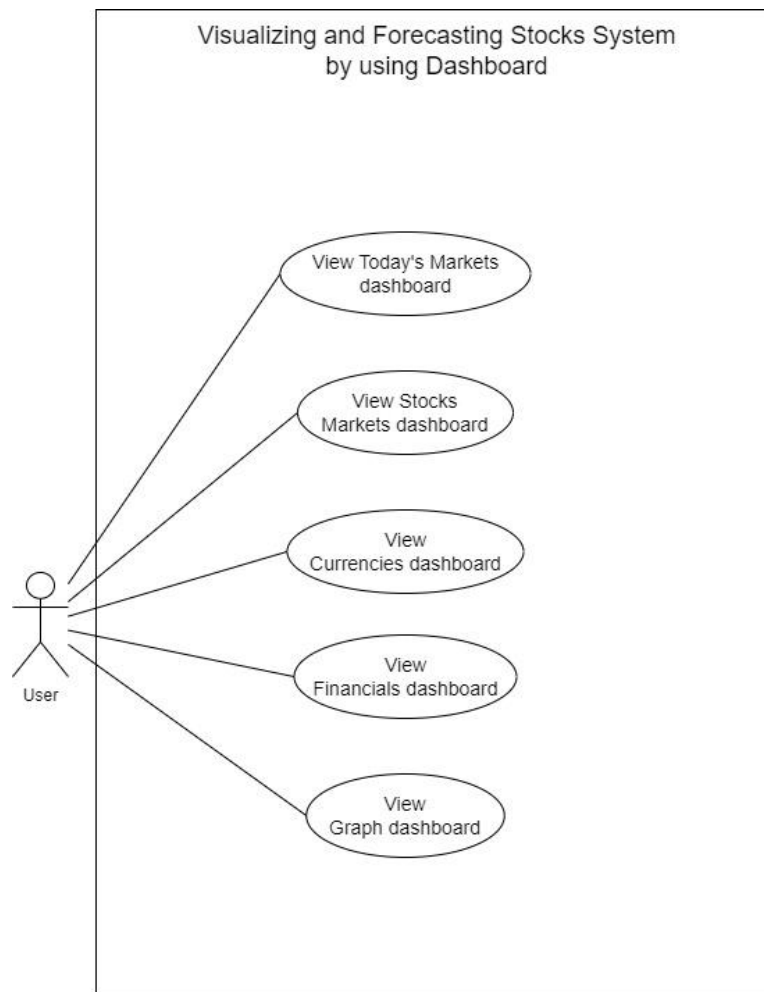 Visualizing and Forecasting Stocks System
by using Dashboard
View Today's Markets
dashboard
View Stocks
Markets dashboard
View
Currencies dashboard
View
Financials dashboard
User
View
Graph dashboard